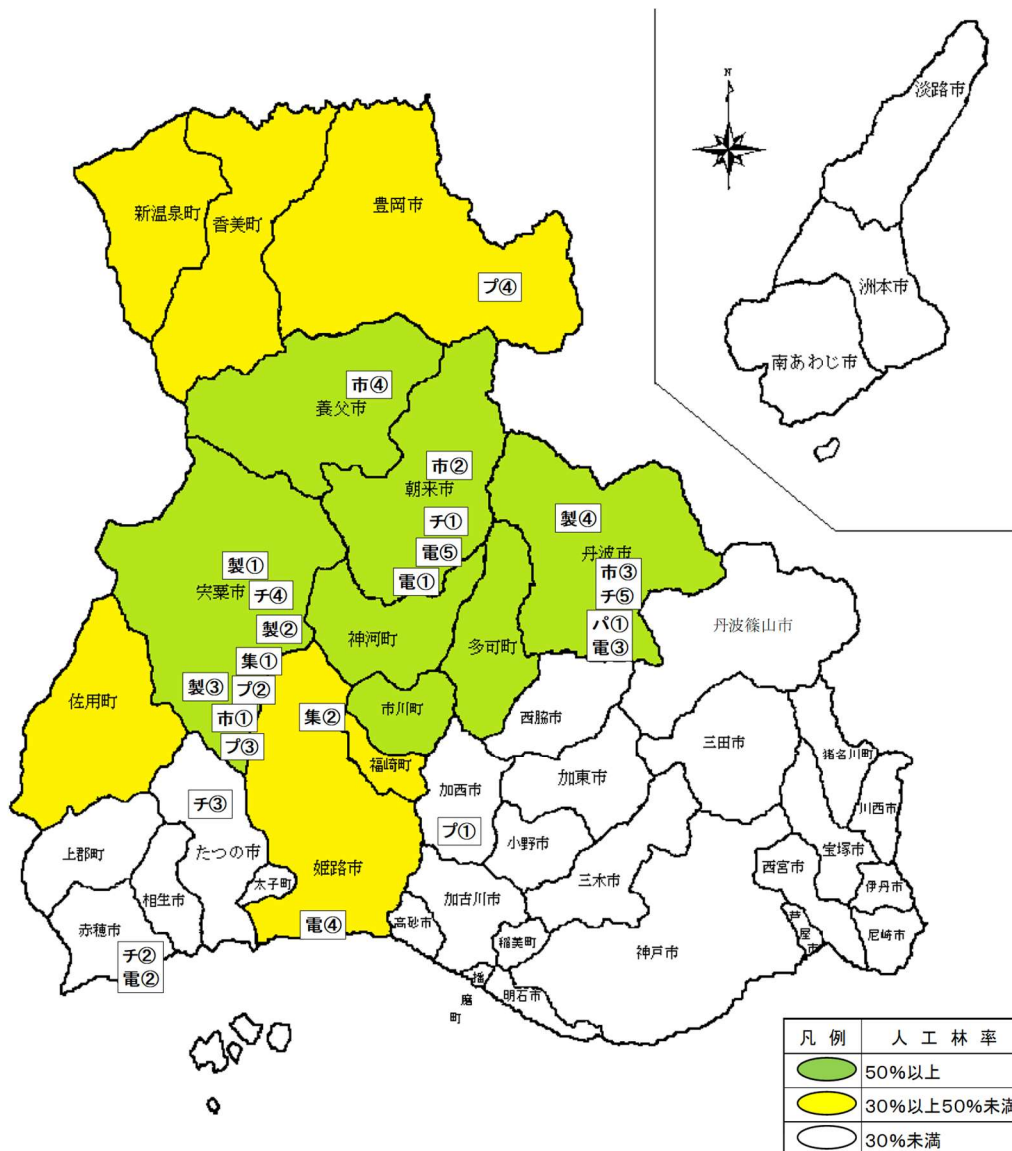 N
淡路市
洲本市
南あわじ市
新温泉町
香美町
豊岡市
プ④
市④
養父市
市②
朝来市
チ①
電⑤
電①
製④
丹波市
市③
チ⑤
パ①
電③
製①
宍粟市
チ④
製②
集①
製③
プ②
市①
プ③
神河町
多可町
市川町
丹波篠山市
佐用町
集②
福崎町
西脇市
三田市
猪名川町
加西市
加東市
プ①
川西市
チ③
小野市
上郡町
たつの市
姫路市
太子町
宝塚市
西宮市
伊丹市
相生市
三木市
加古川市
赤穂市
電④
高砂市
芦屋市
尼崎市
チ②
電②
稲美町
神戸市
播磨町
明石市
凡例 人工林率
50%以上
30%以上50%未満
30%未満